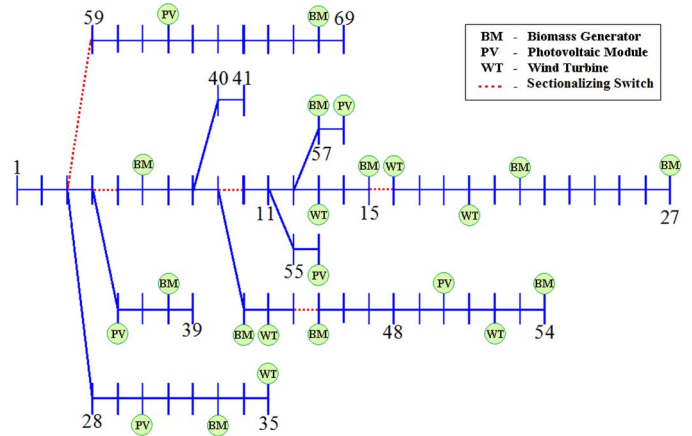 59
PV
BM
69
BM - Biomass Generator
PV - Photovoltaic Module
WT - Wind Turbine
- Sectionalizing Switch
40 41
BM PV
57
1
BM
BM WT
BM
BM
11
WT
15
WT
27
55
PV
BM
PV
BM
PV
39
BM WT
BM
48
WT
54
WT
28
PV
BM
35